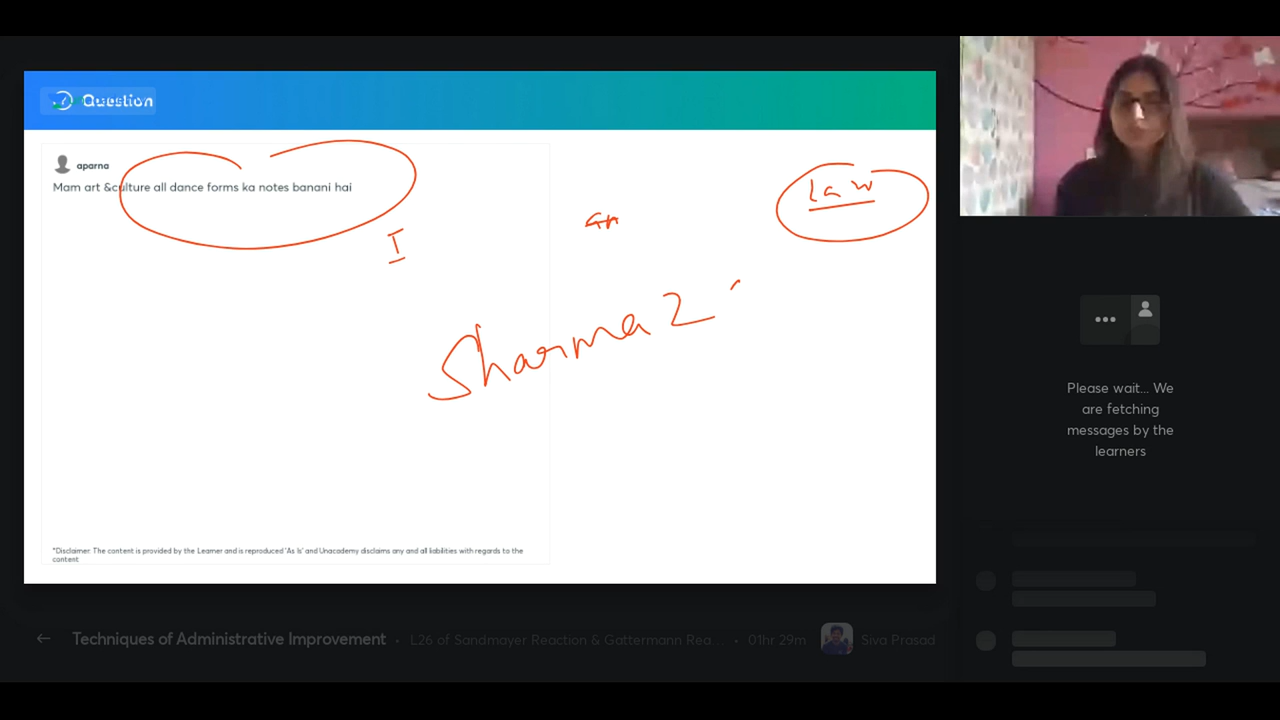 Question
aparna
Mam art &culture all dance forms ka notes banani hai
law
I
Sharma 2
*Disclaimer: The content is provided by the Learner and is reproduced 'As Is' and Unacademy disclaims any and all liabilities with regards to the
content
Please wait... We
are fetching
messages by the
learners
Techniques of Administrative Improvement • L26 of Sandmayer Reaction & Gattermann Rea.... • 01hr 29m Siva Prasad